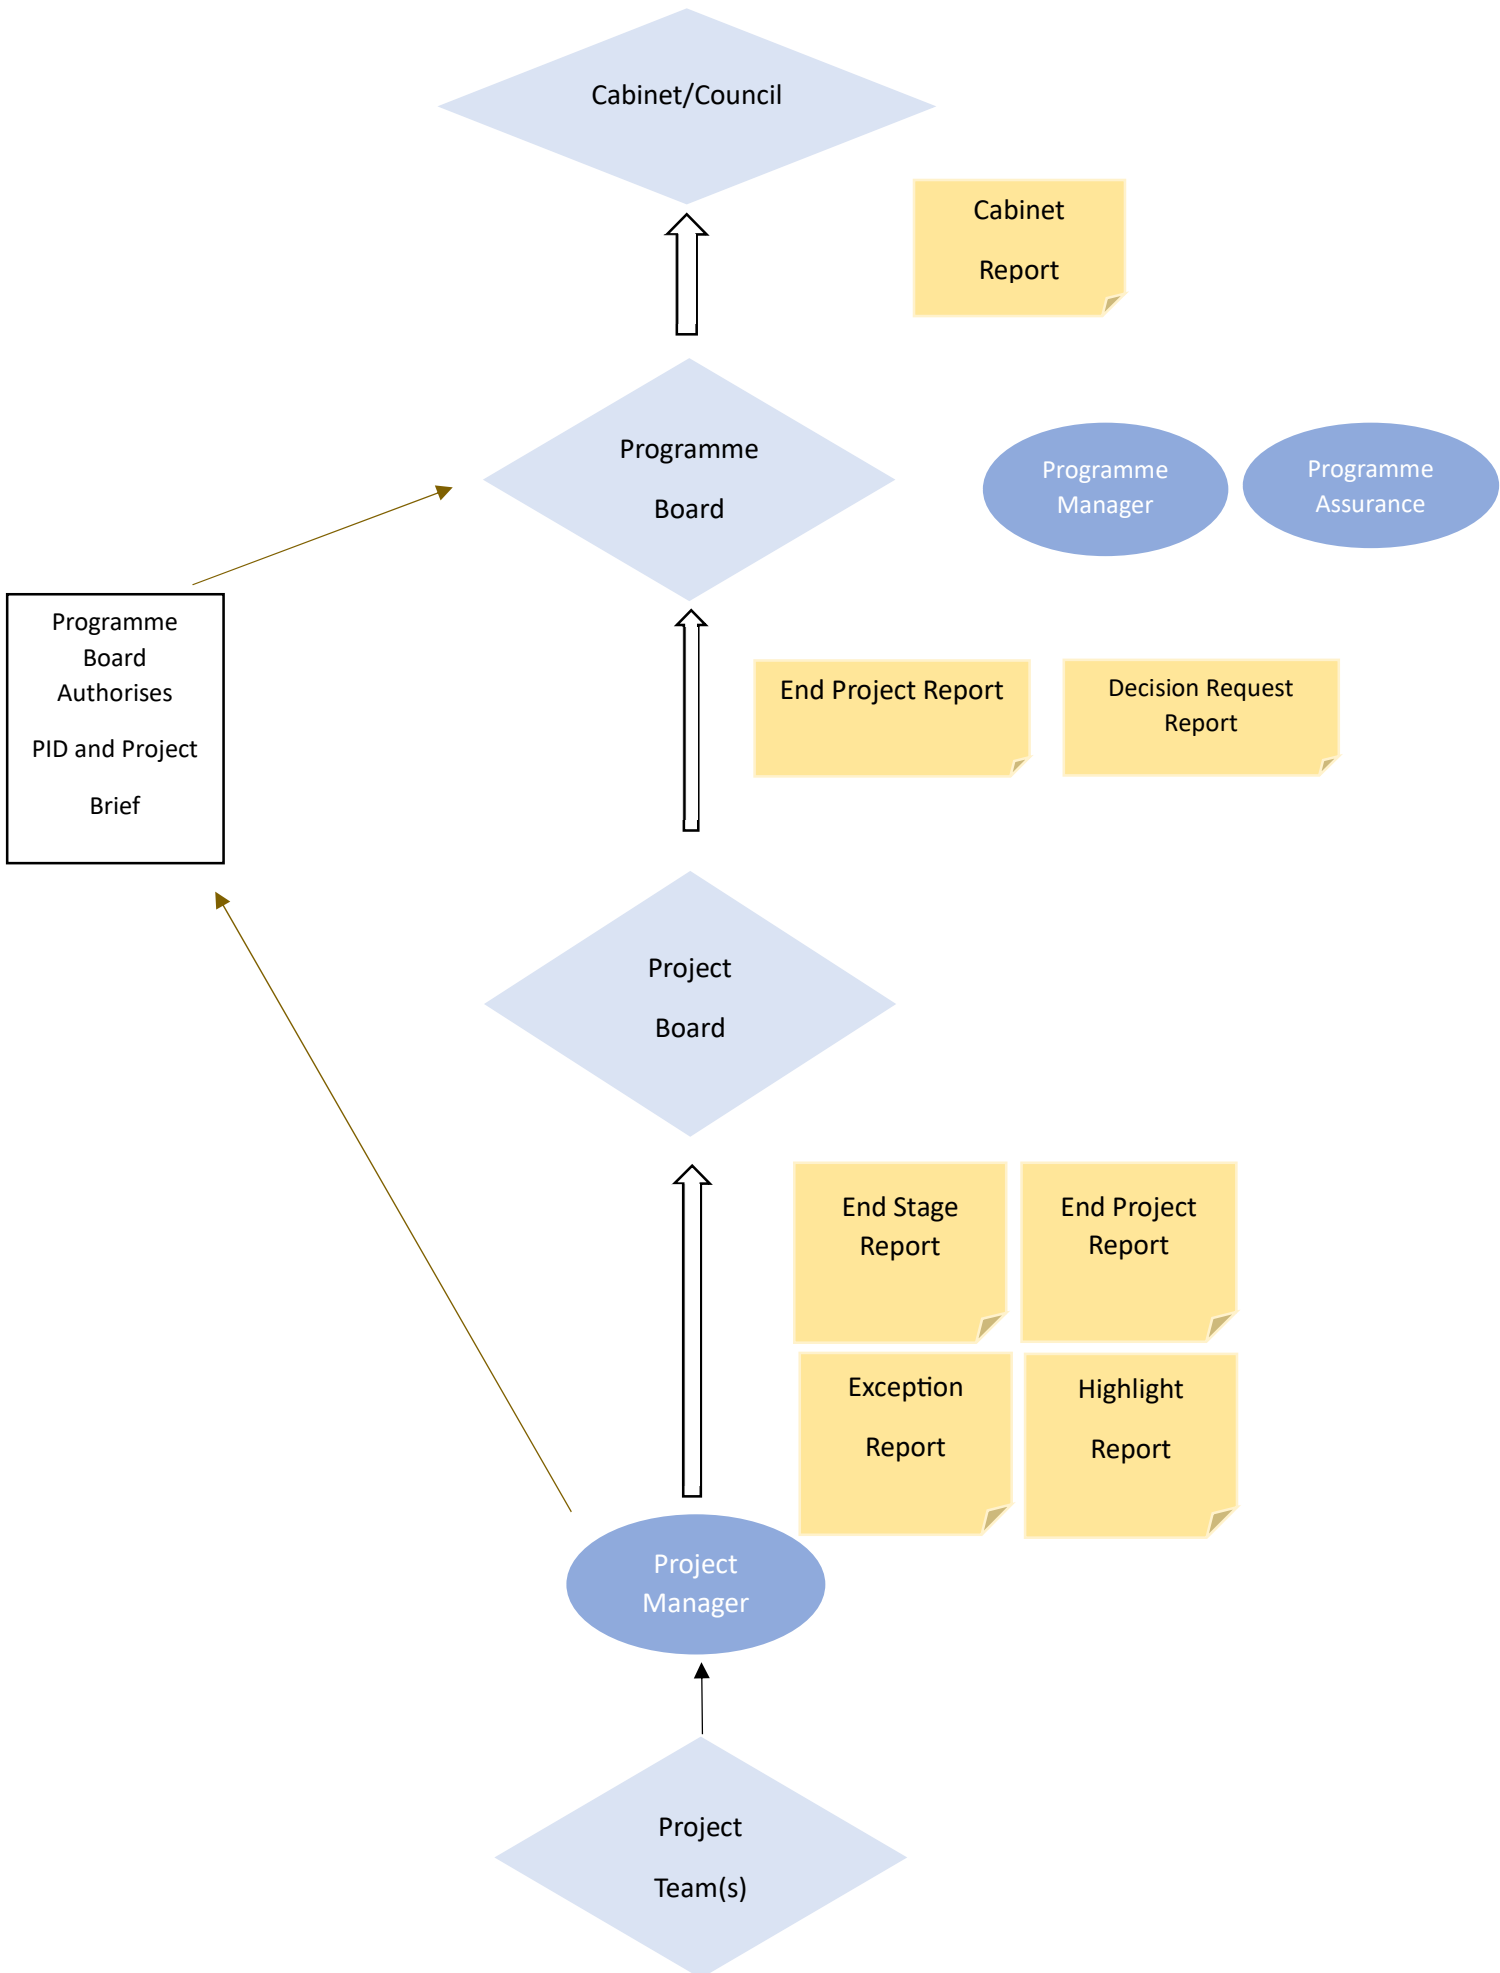 Cabinet/Council
Cabinet
Report
Programme
Board
Programme
Manager
Programme
Assurance
Programme
Board
Authorises
PID and Project
Brief
End Project Report
Decision Request
Report
Project
Board
End Stage
Report
End Project
Report
Exception
Report
Highlight
Report
Project
Manager
Project
Team(s)